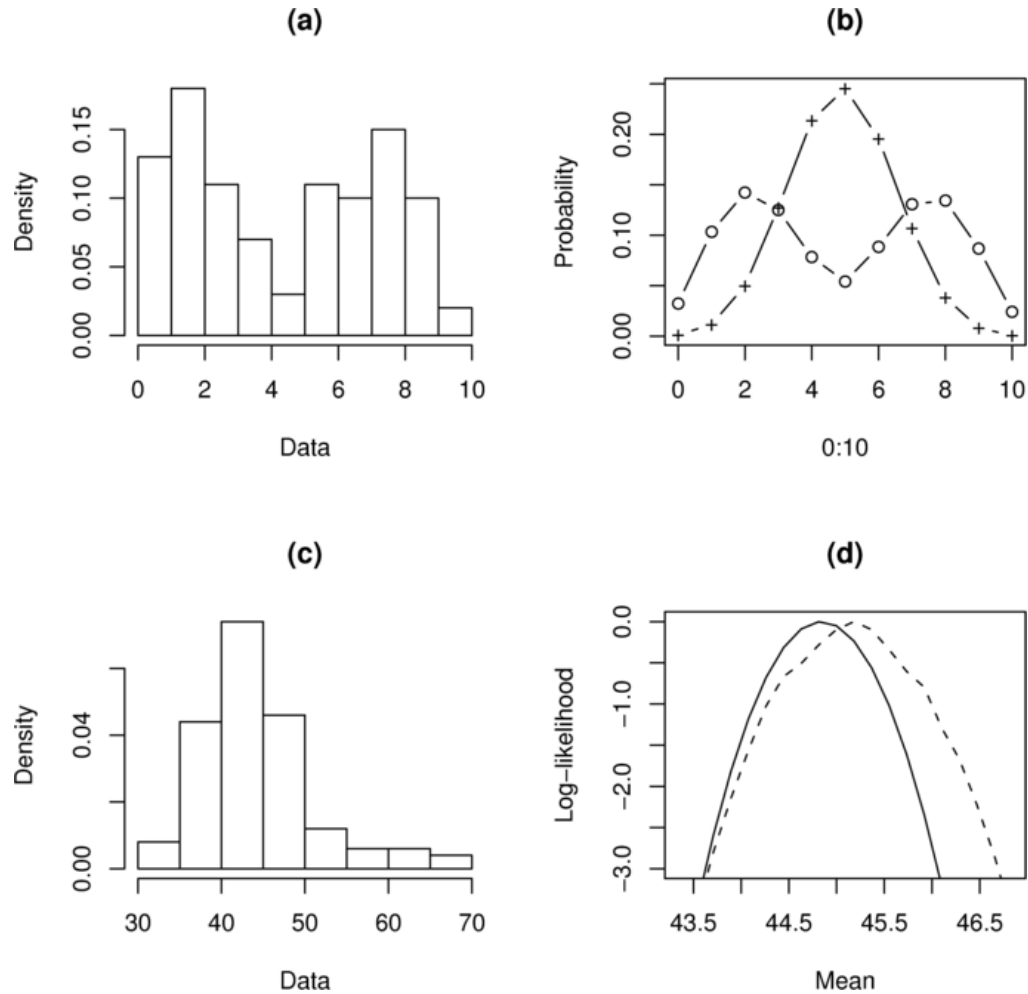 (a)
Density
0.00 0.05 0.10 0.15
0 2 4 6 8 10
Data
(b)
Probability
0.00 0.10 0.20
0 2 4 6 8 10
0:10
(c)
Density
0.00 0.04
30 40 50 60 70
Data
(d)
Log−likelihood
−3.0 −2.0 −1.0 0.0
43.5 44.5 45.5 46.5
Mean